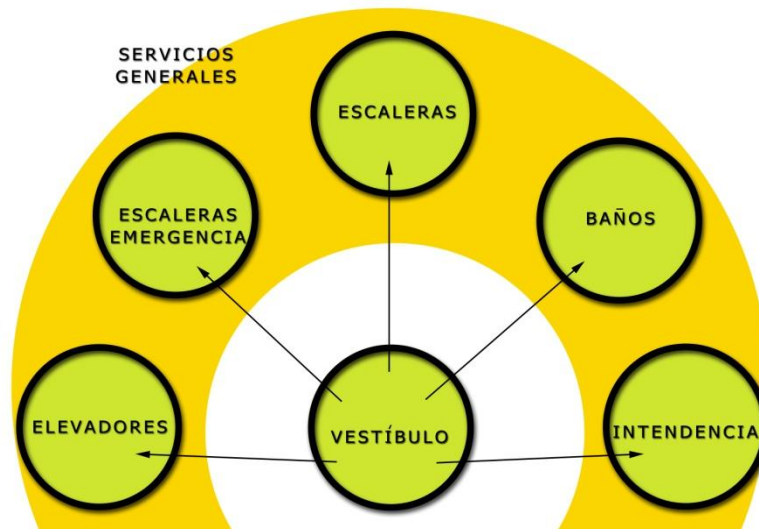 SERVICIOS
GENERALES
ESCALERAS
ESCALERAS
EMERGENCIA
BAÑOS
ELEVADORES
VESTÍBULO
INTENDENCIA